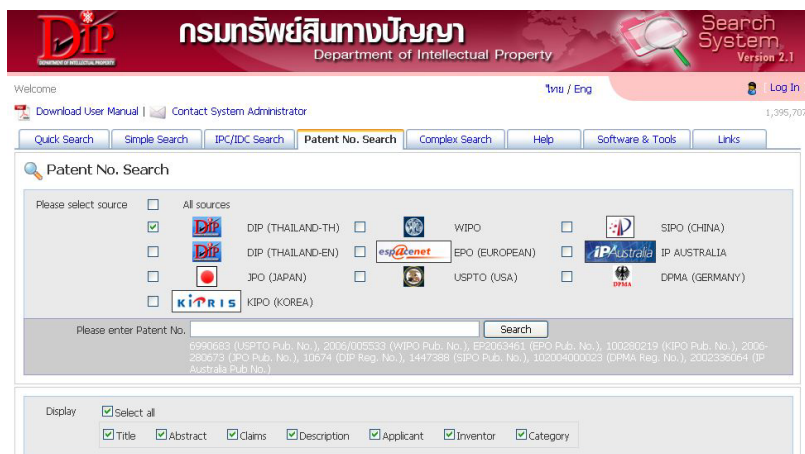 DIP
DEPARTMENT OF INTELLECTUAL PROPERTY
กรมทรัพย์สินทางปัญญา
Department of Intellectual Property
Search
System
Version 2.1
Welcome
ไทย / Eng
Log In
Download User Manual | Contact System Administrator
1,395,707
Quick Search Simple Search IPC/IDC Search Patent No. Search Complex Search Help Software & Tools Links
Patent No. Search
Please select source All sources
DIP DIP (THAILAND-TH) WIPO SIPO (CHINA)
DIP DIP (THAILAND-EN) espacenet EPO (EUROPEAN) IPAustralia IP AUSTRALIA
JPO (JAPAN) USPTO (USA) DPMA DPMA (GERMANY)
KIPRIS KIPO (KOREA)
Please enter Patent No. Search
6990683 (USPTO Pub. No.), 2006/005533 (WIPO Pub. No.), EP2063461 (EPO Pub. No.), 100280219 (KIPO Pub. No.), 2006-
280673 (JPO Pub. No.), 10674 (DIP Reg. No.), 1447388 (SIPO Pub. No.), 102004000023 (DPMA Reg. No.), 2002336064 (IP
Australia Pub No.)
Display Select all
Title Abstract Claims Description Applicant Inventor Category